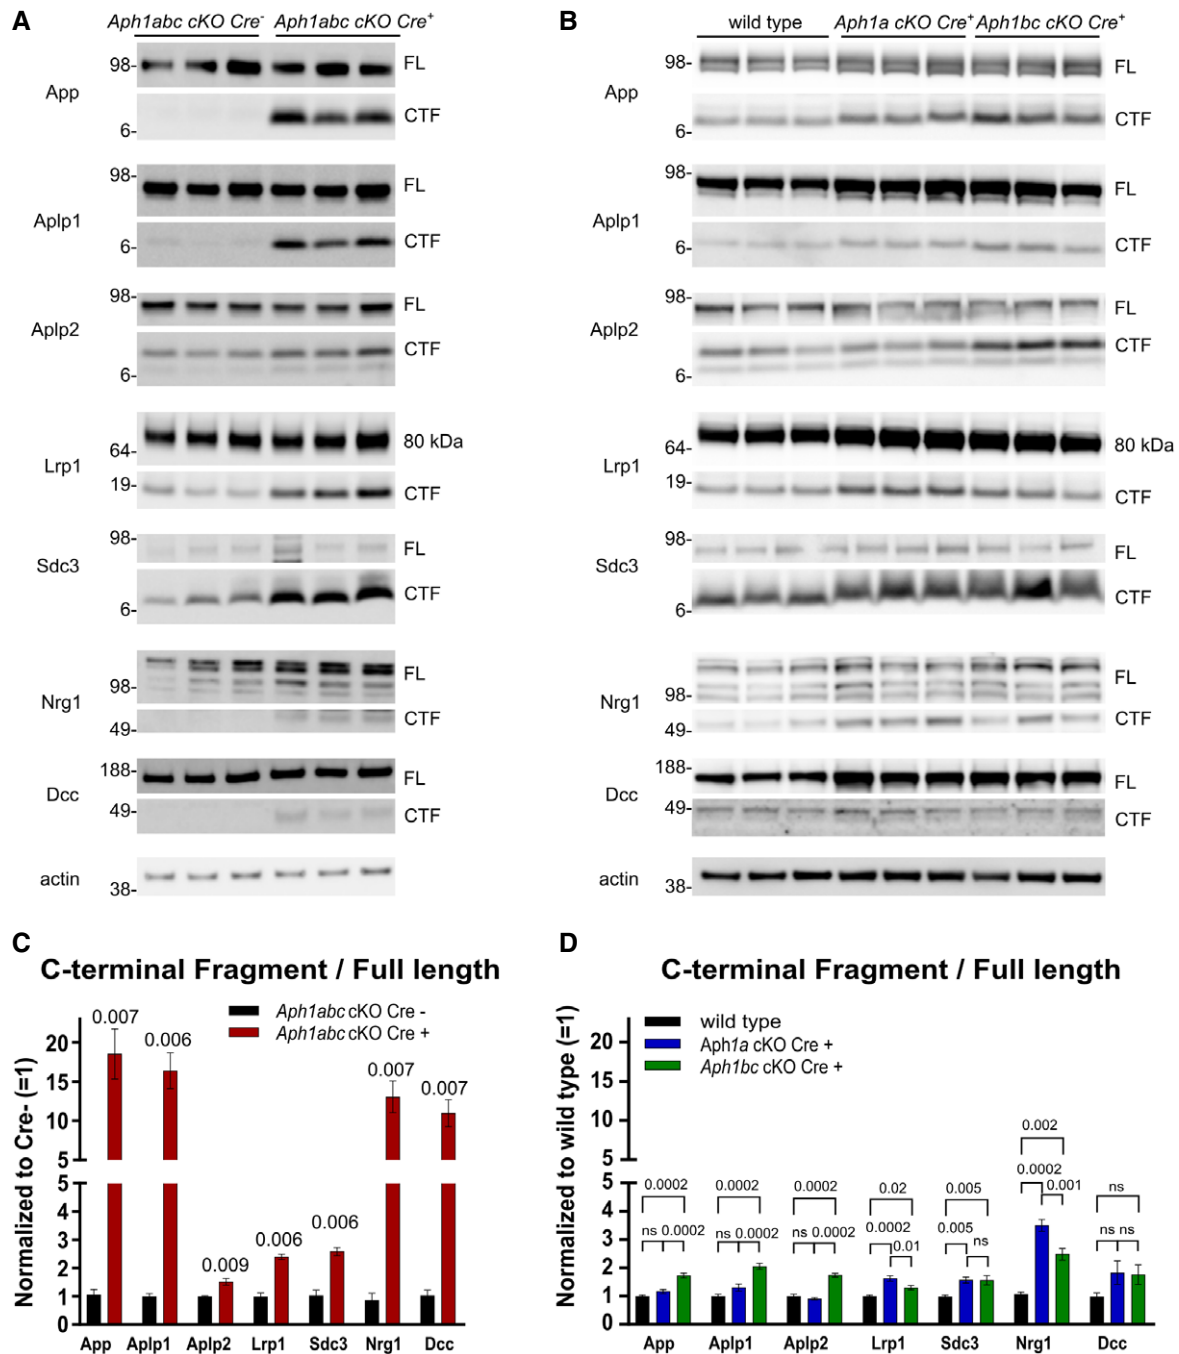 A
Aph1abc cKO Cre⁻ Aph1abc cKO Cre⁺
App
98-
FL
6-
CTF
Aplp1
98-
FL
6-
CTF
Aplp2
98-
FL
6-
CTF
Lrp1
64-
80 kDa
19-
CTF
Sdc3
98-
FL
6-
CTF
Nrg1
98-
FL
49-
CTF
Dcc
188-
FL
49-
CTF
actin
38-
B
wild type Aph1a cKO Cre⁺ Aph1bc cKO Cre⁺
App
98-
FL
6-
CTF
Aplp1
98-
FL
6-
CTF
Aplp2
98-
FL
6-
CTF
Lrp1
64-
80 kDa
19-
CTF
Sdc3
98-
FL
6-
CTF
Nrg1
98-
FL
49-
CTF
Dcc
188-
FL
49-
CTF
actin
38-
C
C-terminal Fragment / Full length
Aph1abc cKO Cre -
Aph1abc cKO Cre +
Normalized to Cre- (=1)
20
15
10
5
5
4
3
2
1
0
0.007
0.006
0.009
0.006
0.006
0.007
0.007
App Aplp1 Aplp2 Lrp1 Sdc3 Nrg1 Dcc
D
C-terminal Fragment / Full length
wild type
Aph1a cKO Cre +
Aph1bc cKO Cre +
Normalized to wild type (=1)
20
15
10
5
5
4
3
2
1
0
0.0002
ns 0.0002
0.0002
ns 0.0002
0.0002
ns 0.0002
0.02
0.0002
0.01
0.005
0.005
ns
0.002
0.0002
0.001
ns
ns ns
App Aplp1 Aplp2 Lrp1 Sdc3 Nrg1 Dcc